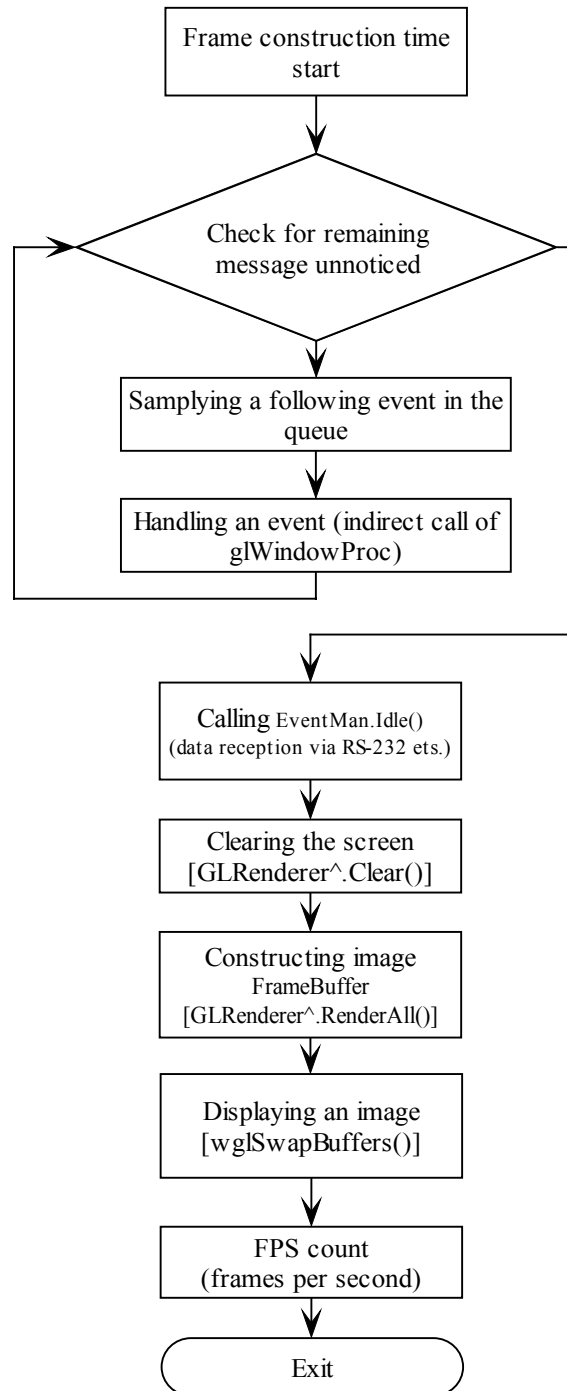 Frame construction time
start
Check for remaining
message unnoticed
Samplying a following event in the
queue
Handling an event (indirect call of
glWindowProc)
Calling EventMan.Idle()
(data reception via RS-232 ets.)
Clearing the screen
[GLRenderer^.Clear()]
Constructing image
FrameBuffer
[GLRenderer^.RenderAll()]
Displaying an image
[wglSwapBuffers()]
FPS count
(frames per second)
Exit